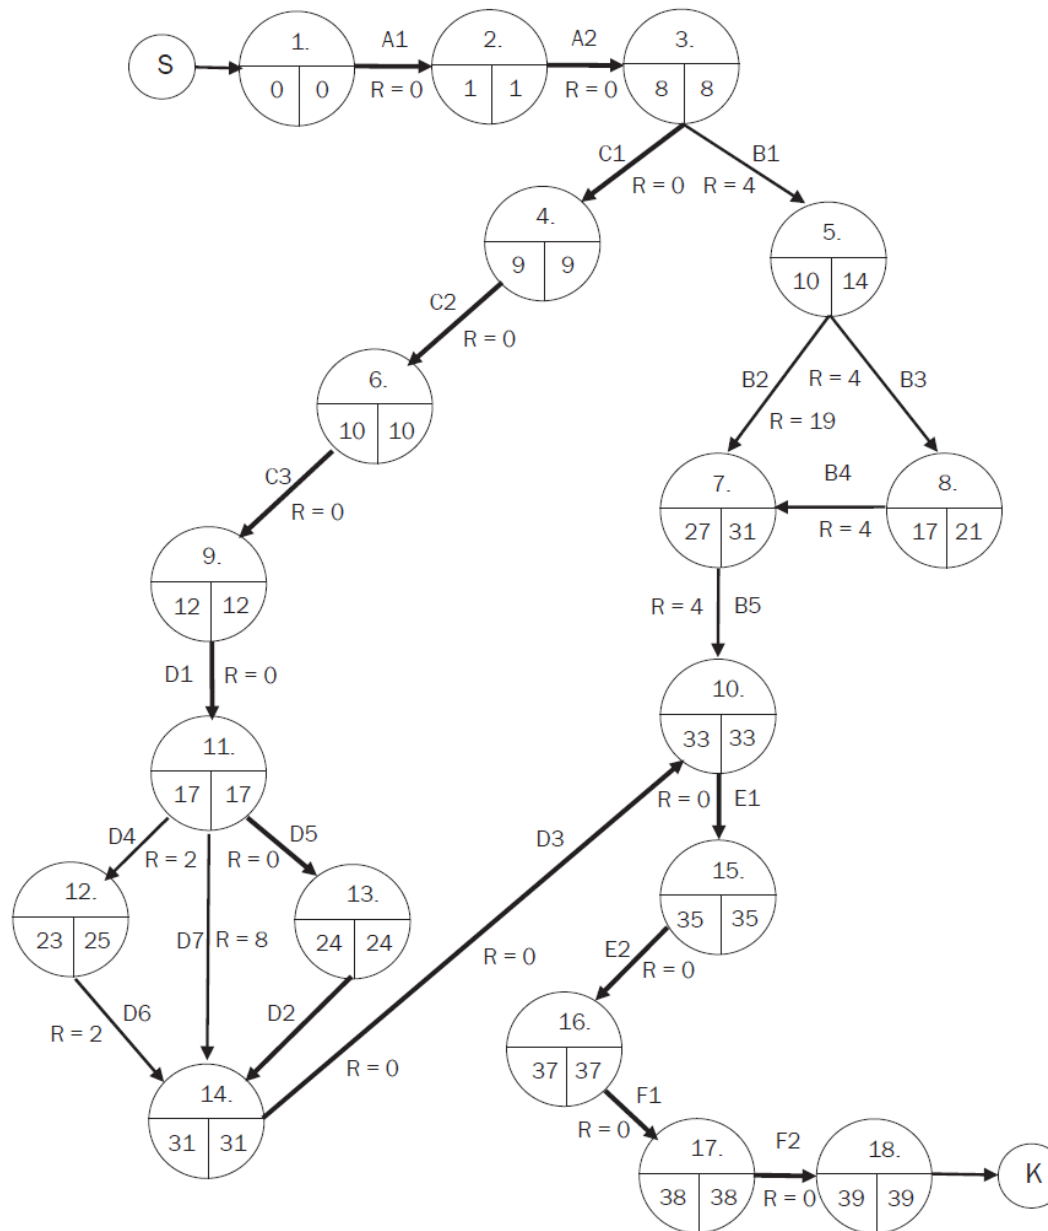 A1
A2
1.
2.
3.
S
R = 0
R = 0
0 0
1 1
8 8
C1
B1
R = 0
R = 4
4.
5.
9 9
10 14
C2
R = 0
6.
B2
R = 4
B3
10 10
R = 19
C3
B4
R = 0
7.
8.
27 31
R = 4
17 21
9.
12 12
R = 4
B5
D1
R = 0
10.
33 33
11.
17 17
R = 0
E1
D4
D5
D3
R = 2
R = 0
15.
12.
13.
35 35
23 25
D7
R = 8
24 24
E2
R = 0
R = 0
D6
D2
R = 2
16.
R = 0
37 37
14.
F1
31 31
R = 0
F2
17.
18.
K
38 38
R = 0
39 39